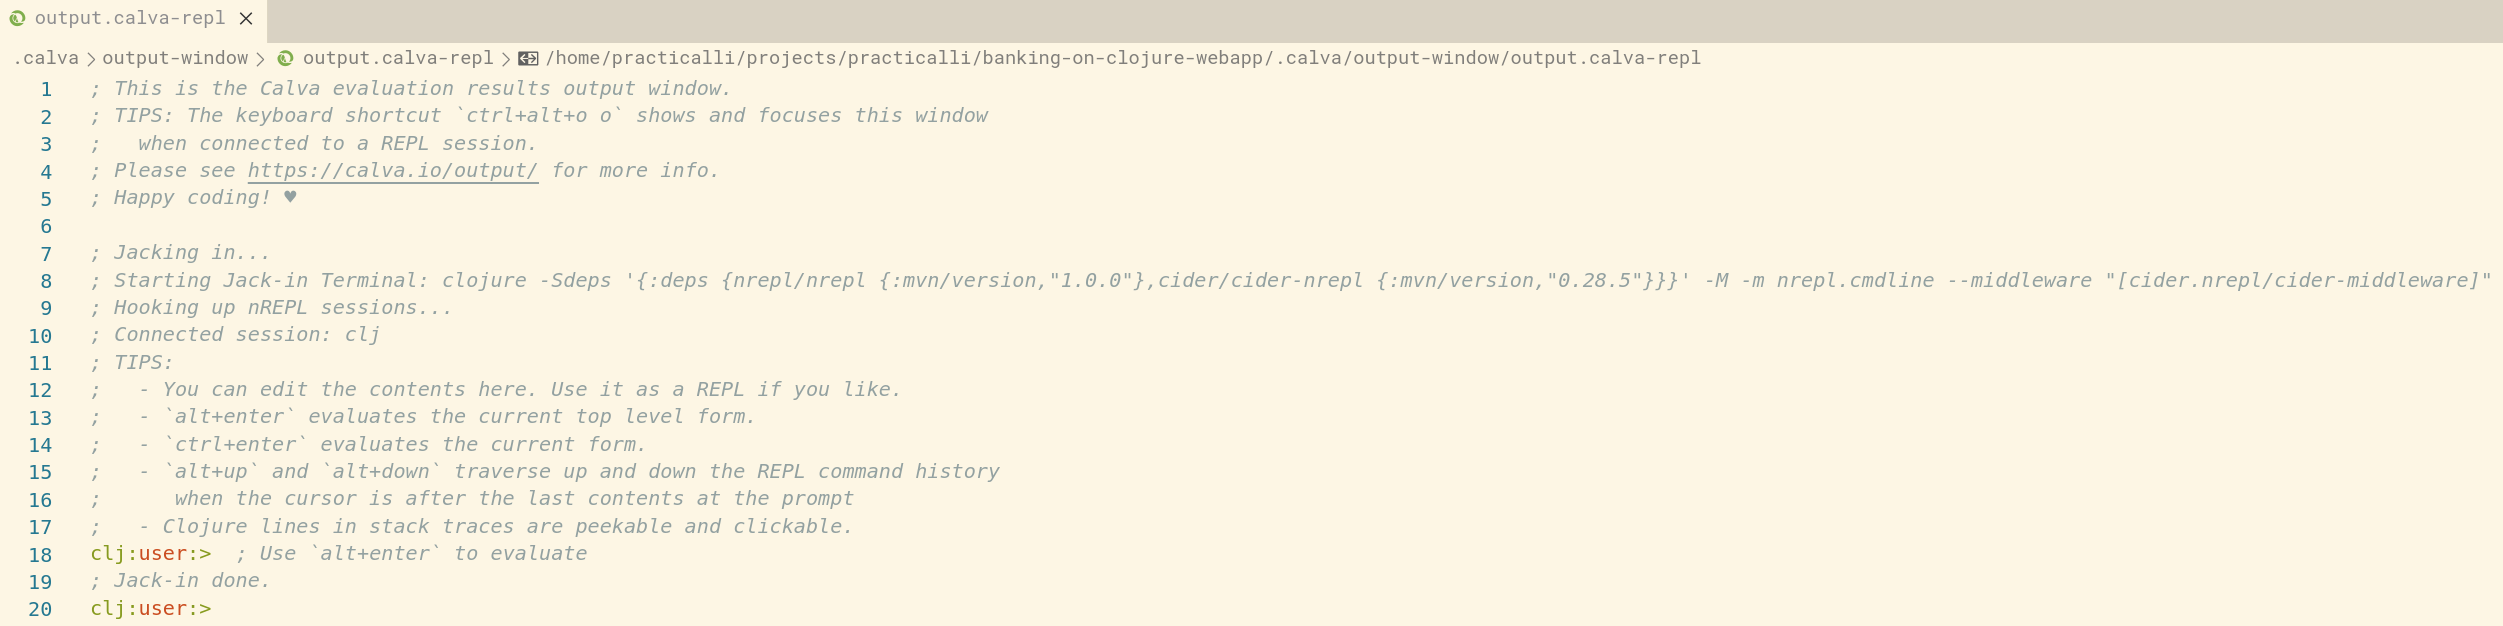 output.calva-repl
.calva > output-window > output.calva-repl > /home/practicalli/projects/practicalli/banking-on-clojure-webapp/.calva/output-window/output.calva-repl
1 ; This is the Calva evaluation results output window.
2 ; TIPS: The keyboard shortcut `ctrl+alt+o o` shows and focuses this window
3 ;   when connected to a REPL session.
4 ; Please see https://calva.io/output/ for more info.
5 ; Happy coding! ♥
6
7 ; Jacking in...
8 ; Starting Jack-in Terminal: clojure -Sdeps '{:deps {nrepl/nrepl {:mvn/version,"1.0.0"},cider/cider-nrepl {:mvn/version,"0.28.5"}}}' -M -m nrepl.cmdline --middleware "[cider.nrepl/cider-middleware]"
9 ; Hooking up nREPL sessions...
10 ; Connected session: clj
11 ; TIPS:
12 ;   - You can edit the contents here. Use it as a REPL if you like.
13 ;   - `alt+enter` evaluates the current top level form.
14 ;   - `ctrl+enter` evaluates the current form.
15 ;   - `alt+up` and `alt+down` traverse up and down the REPL command history
16 ;      when the cursor is after the last contents at the prompt
17 ;   - Clojure lines in stack traces are peekable and clickable.
18 clj:user:>  ; Use `alt+enter` to evaluate
19 ; Jack-in done.
20 clj:user:>